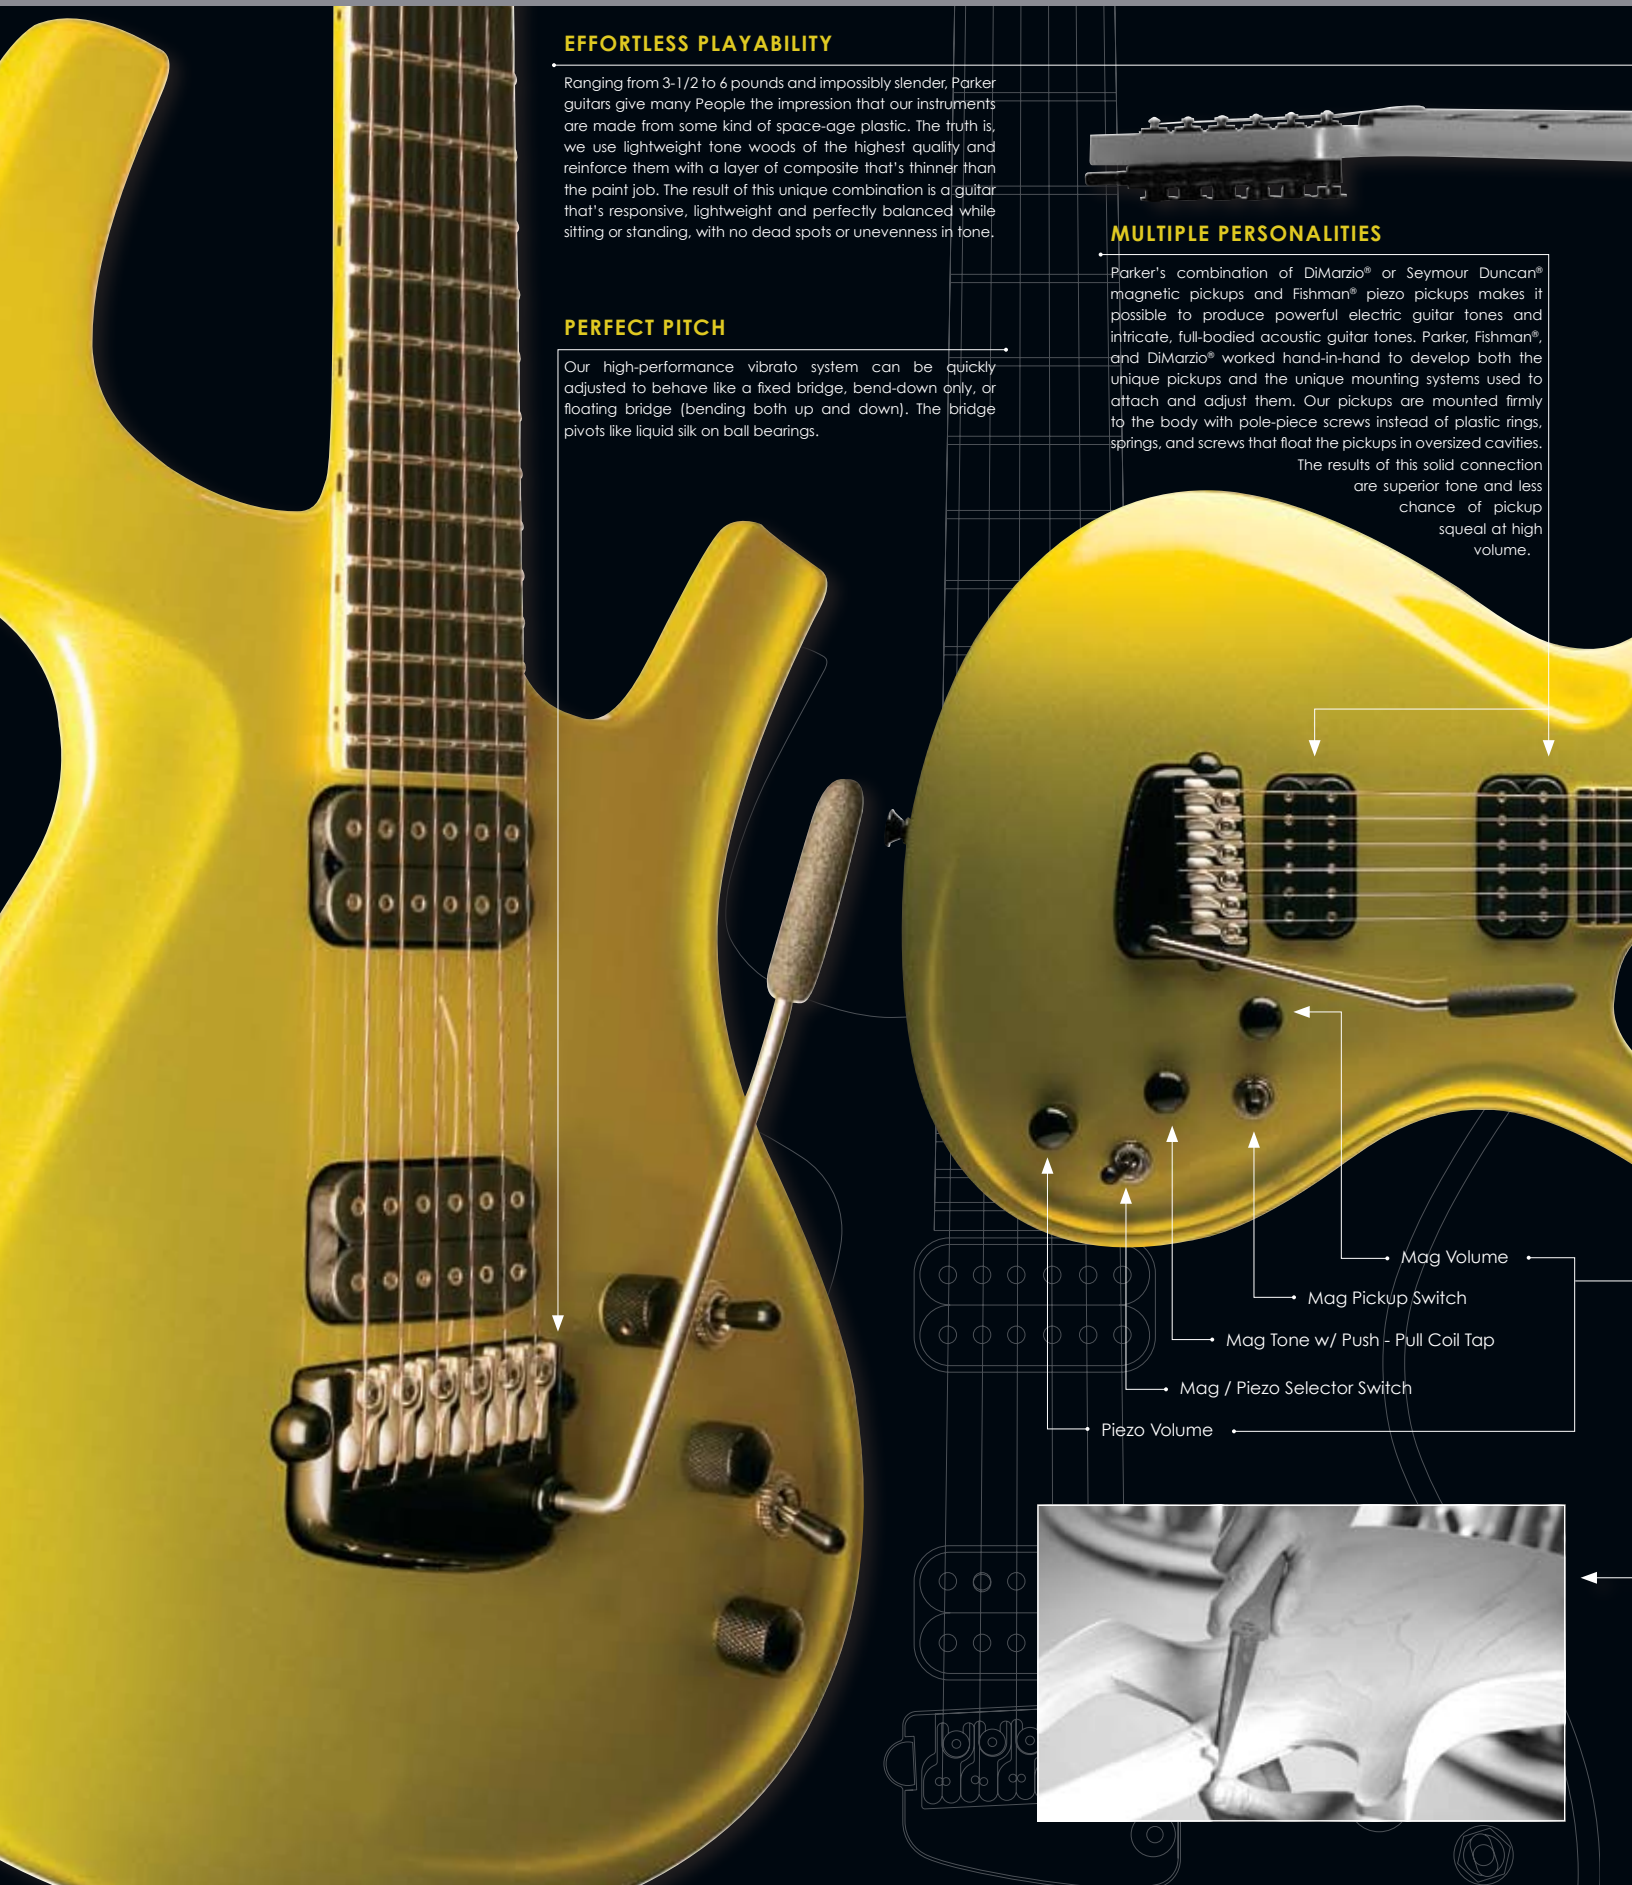 EFFORTLESS PLAYABILITY
Ranging from 3-1/2 to 6 pounds and impossibly slender, Parker
guitars give many People the impression that our instruments
are made from some kind of space-age plastic. The truth is,
we use lightweight tone woods of the highest quality and
reinforce them with a layer of composite that's thinner than
the paint job. The result of this unique combination is a guitar
that's responsive, lightweight and perfectly balanced while
sitting or standing, with no dead spots or unevenness in tone.
PERFECT PITCH
Our high-performance vibrato system can be quickly
adjusted to behave like a fixed bridge, bend-down only, or
floating bridge (bending both up and down). The bridge
pivots like liquid silk on ball bearings.
MULTIPLE PERSONALITIES
Parker's combination of DiMarzio® or Seymour Duncan®
magnetic pickups and Fishman® piezo pickups makes it
possible to produce powerful electric guitar tones and
intricate, full-bodied acoustic guitar tones. Parker, Fishman®,
and DiMarzio® worked hand-in-hand to develop both the
unique pickups and the unique mounting systems used to
attach and adjust them. Our pickups are mounted firmly
to the body with pole-piece screws instead of plastic rings,
springs, and screws that float the pickups in oversized cavities.
The results of this solid connection
are superior tone and less
chance of pickup
squeal at high
volume.
Mag Volume
Mag Pickup Switch
Mag Tone w/ Push - Pull Coil Tap
Mag / Piezo Selector Switch
Piezo Volume